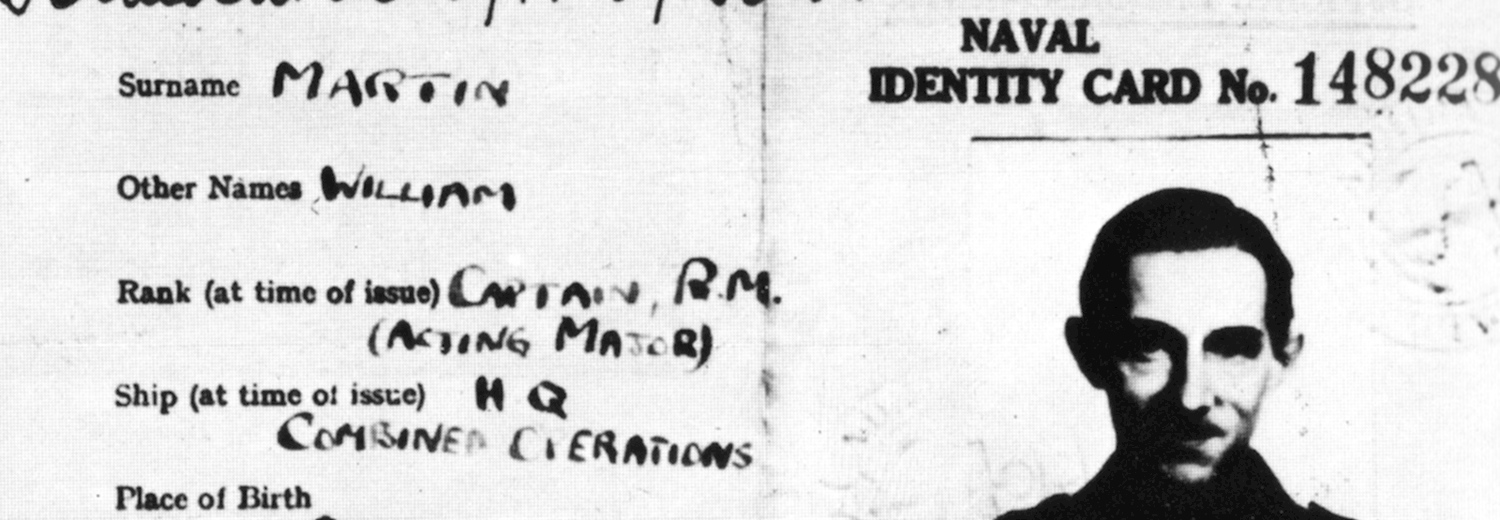 Surname MARTIN
Other Names WILLIAM
Rank (at time of issue) CAPTAIN, R.M.
(ACTING MAJOR)
Ship (at time of issue) H Q
COMBINED OPERATIONS
Place of Birth
NAVAL
IDENTITY CARD No. 148228